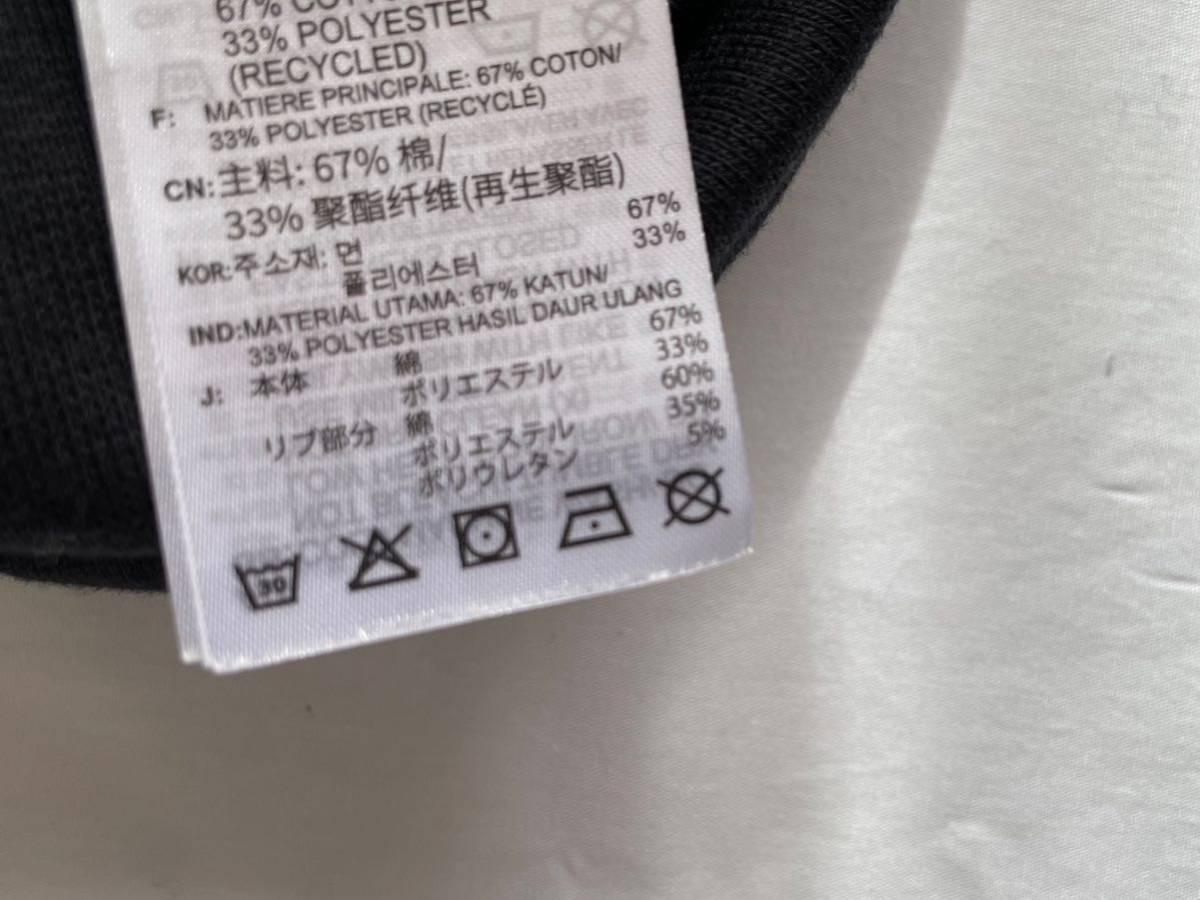 67% COTTON/
33% POLYESTER
(RECYCLED)
F: MATIERE PRINCIPALE: 67% COTON/
33% POLYESTER (RECYCLÉ)
CN: 主料: 67% 棉/
33% 聚酯纤维(再生聚酯)
KOR: 주소재: 면 67%
폴리에스터 33%
IND: MATERIAL UTAMA: 67% KATUN/
33% POLYESTER HASIL DAUR ULANG
J: 本体 綿 67%
ポリエステル 33%
リブ部分 綿 60%
ポリエステル 35%
ポリウレタン 5%
30